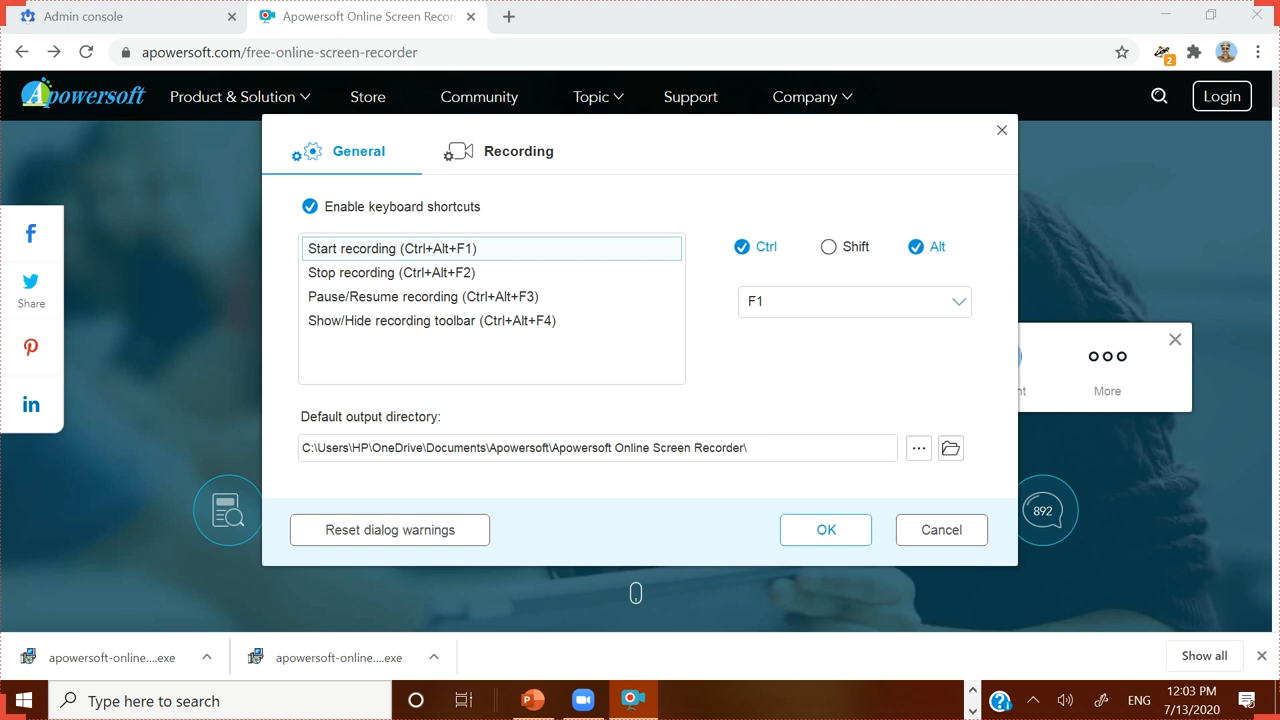 Admin console
Apowersoft Online Screen Recor
apowersoft.com/free-online-screen-recorder
2
Apowersoft
Product & Solution
Store
Community
Topic
Support
Company
Login
General
Recording
Enable keyboard shortcuts
Start recording (Ctrl+Alt+F1)
Stop recording (Ctrl+Alt+F2)
Pause/Resume recording (Ctrl+Alt+F3)
Show/Hide recording toolbar (Ctrl+Alt+F4)
Ctrl
Shift
Alt
F1
Share
nt
More
Default output directory:
C:\Users\HP\OneDrive\Documents\Apowersoft\Apowersoft Online Screen Recorder\
892
Reset dialog warnings
OK
Cancel
apowersoft-online....exe
apowersoft-online....exe
Show all
Type here to search
ENG
12:03 PM
7/13/2020